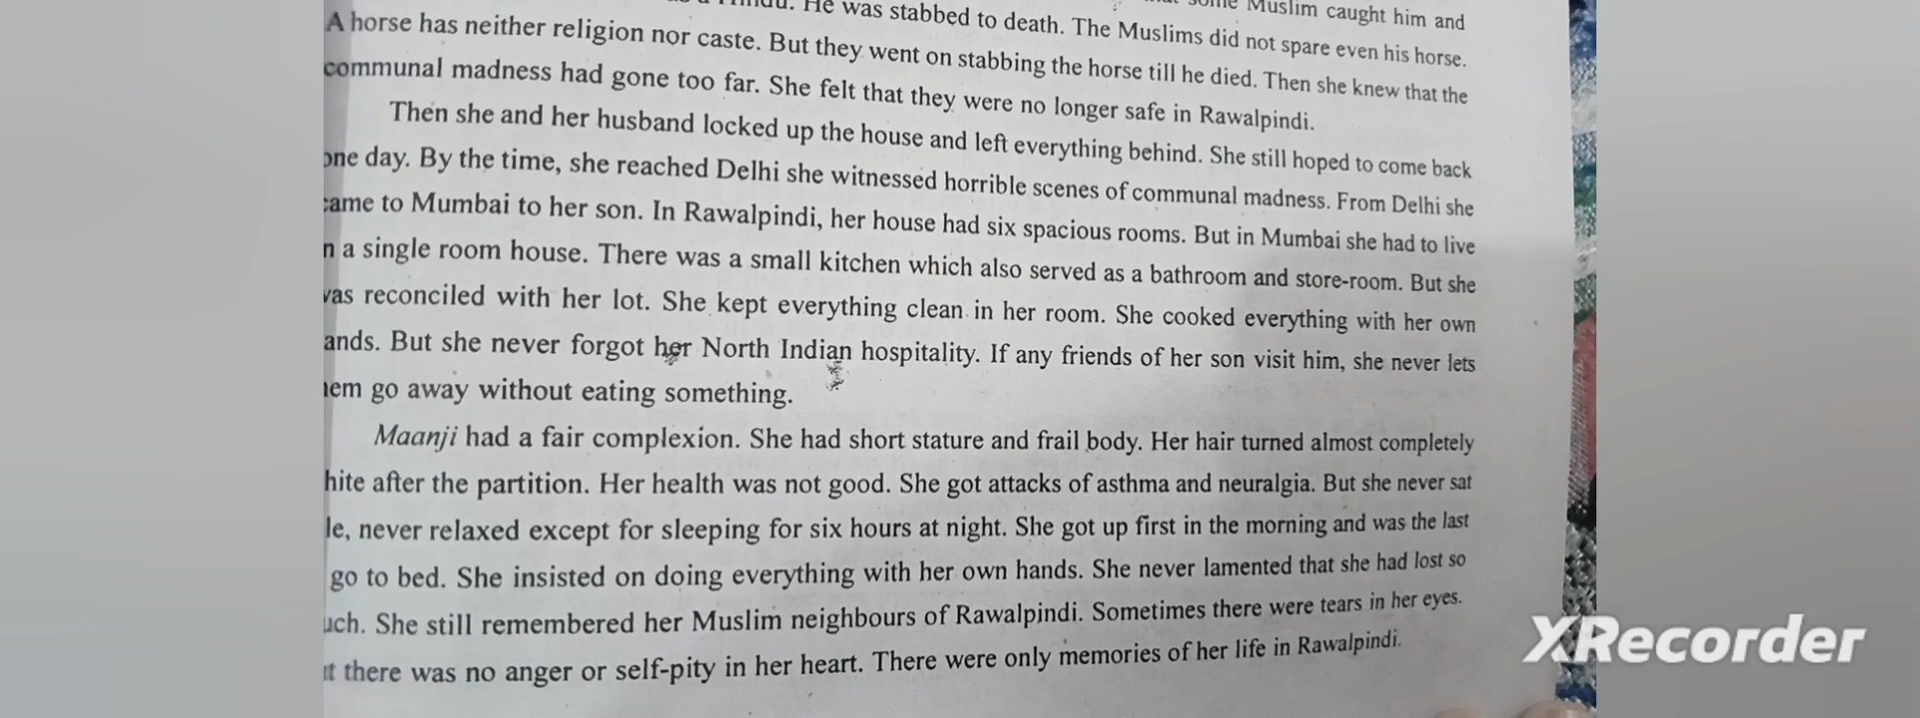 He was stabbed to death. The Muslims did not spare even his horse.
A horse has neither religion nor caste. But they went on stabbing the horse till he died. Then she knew that the
communal madness had gone too far. She felt that they were no longer safe in Rawalpindi.
Then she and her husband locked up the house and left everything behind. She still hoped to come back
one day. By the time, she reached Delhi she witnessed horrible scenes of communal madness. From Delhi she
came to Mumbai to her son. In Rawalpindi, her house had six spacious rooms. But in Mumbai she had to live
n a single room house. There was a small kitchen which also served as a bathroom and store-room. But she
was reconciled with her lot. She kept everything clean in her room. She cooked everything with her own
ands. But she never forgot her North Indian hospitality. If any friends of her son visit him, she never lets
em go away without eating something.
Maanji had a fair complexion. She had short stature and frail body. Her hair turned almost completely
hite after the partition. Her health was not good. She got attacks of asthma and neuralgia. But she never sat
le, never relaxed except for sleeping for six hours at night. She got up first in the morning and was the last
go to bed. She insisted on doing everything with her own hands. She never lamented that she had lost so
uch. She still remembered her Muslim neighbours of Rawalpindi. Sometimes there were tears in her eyes.
t there was no anger or self-pity in her heart. There were only memories of her life in Rawalpindi.
XRecorder